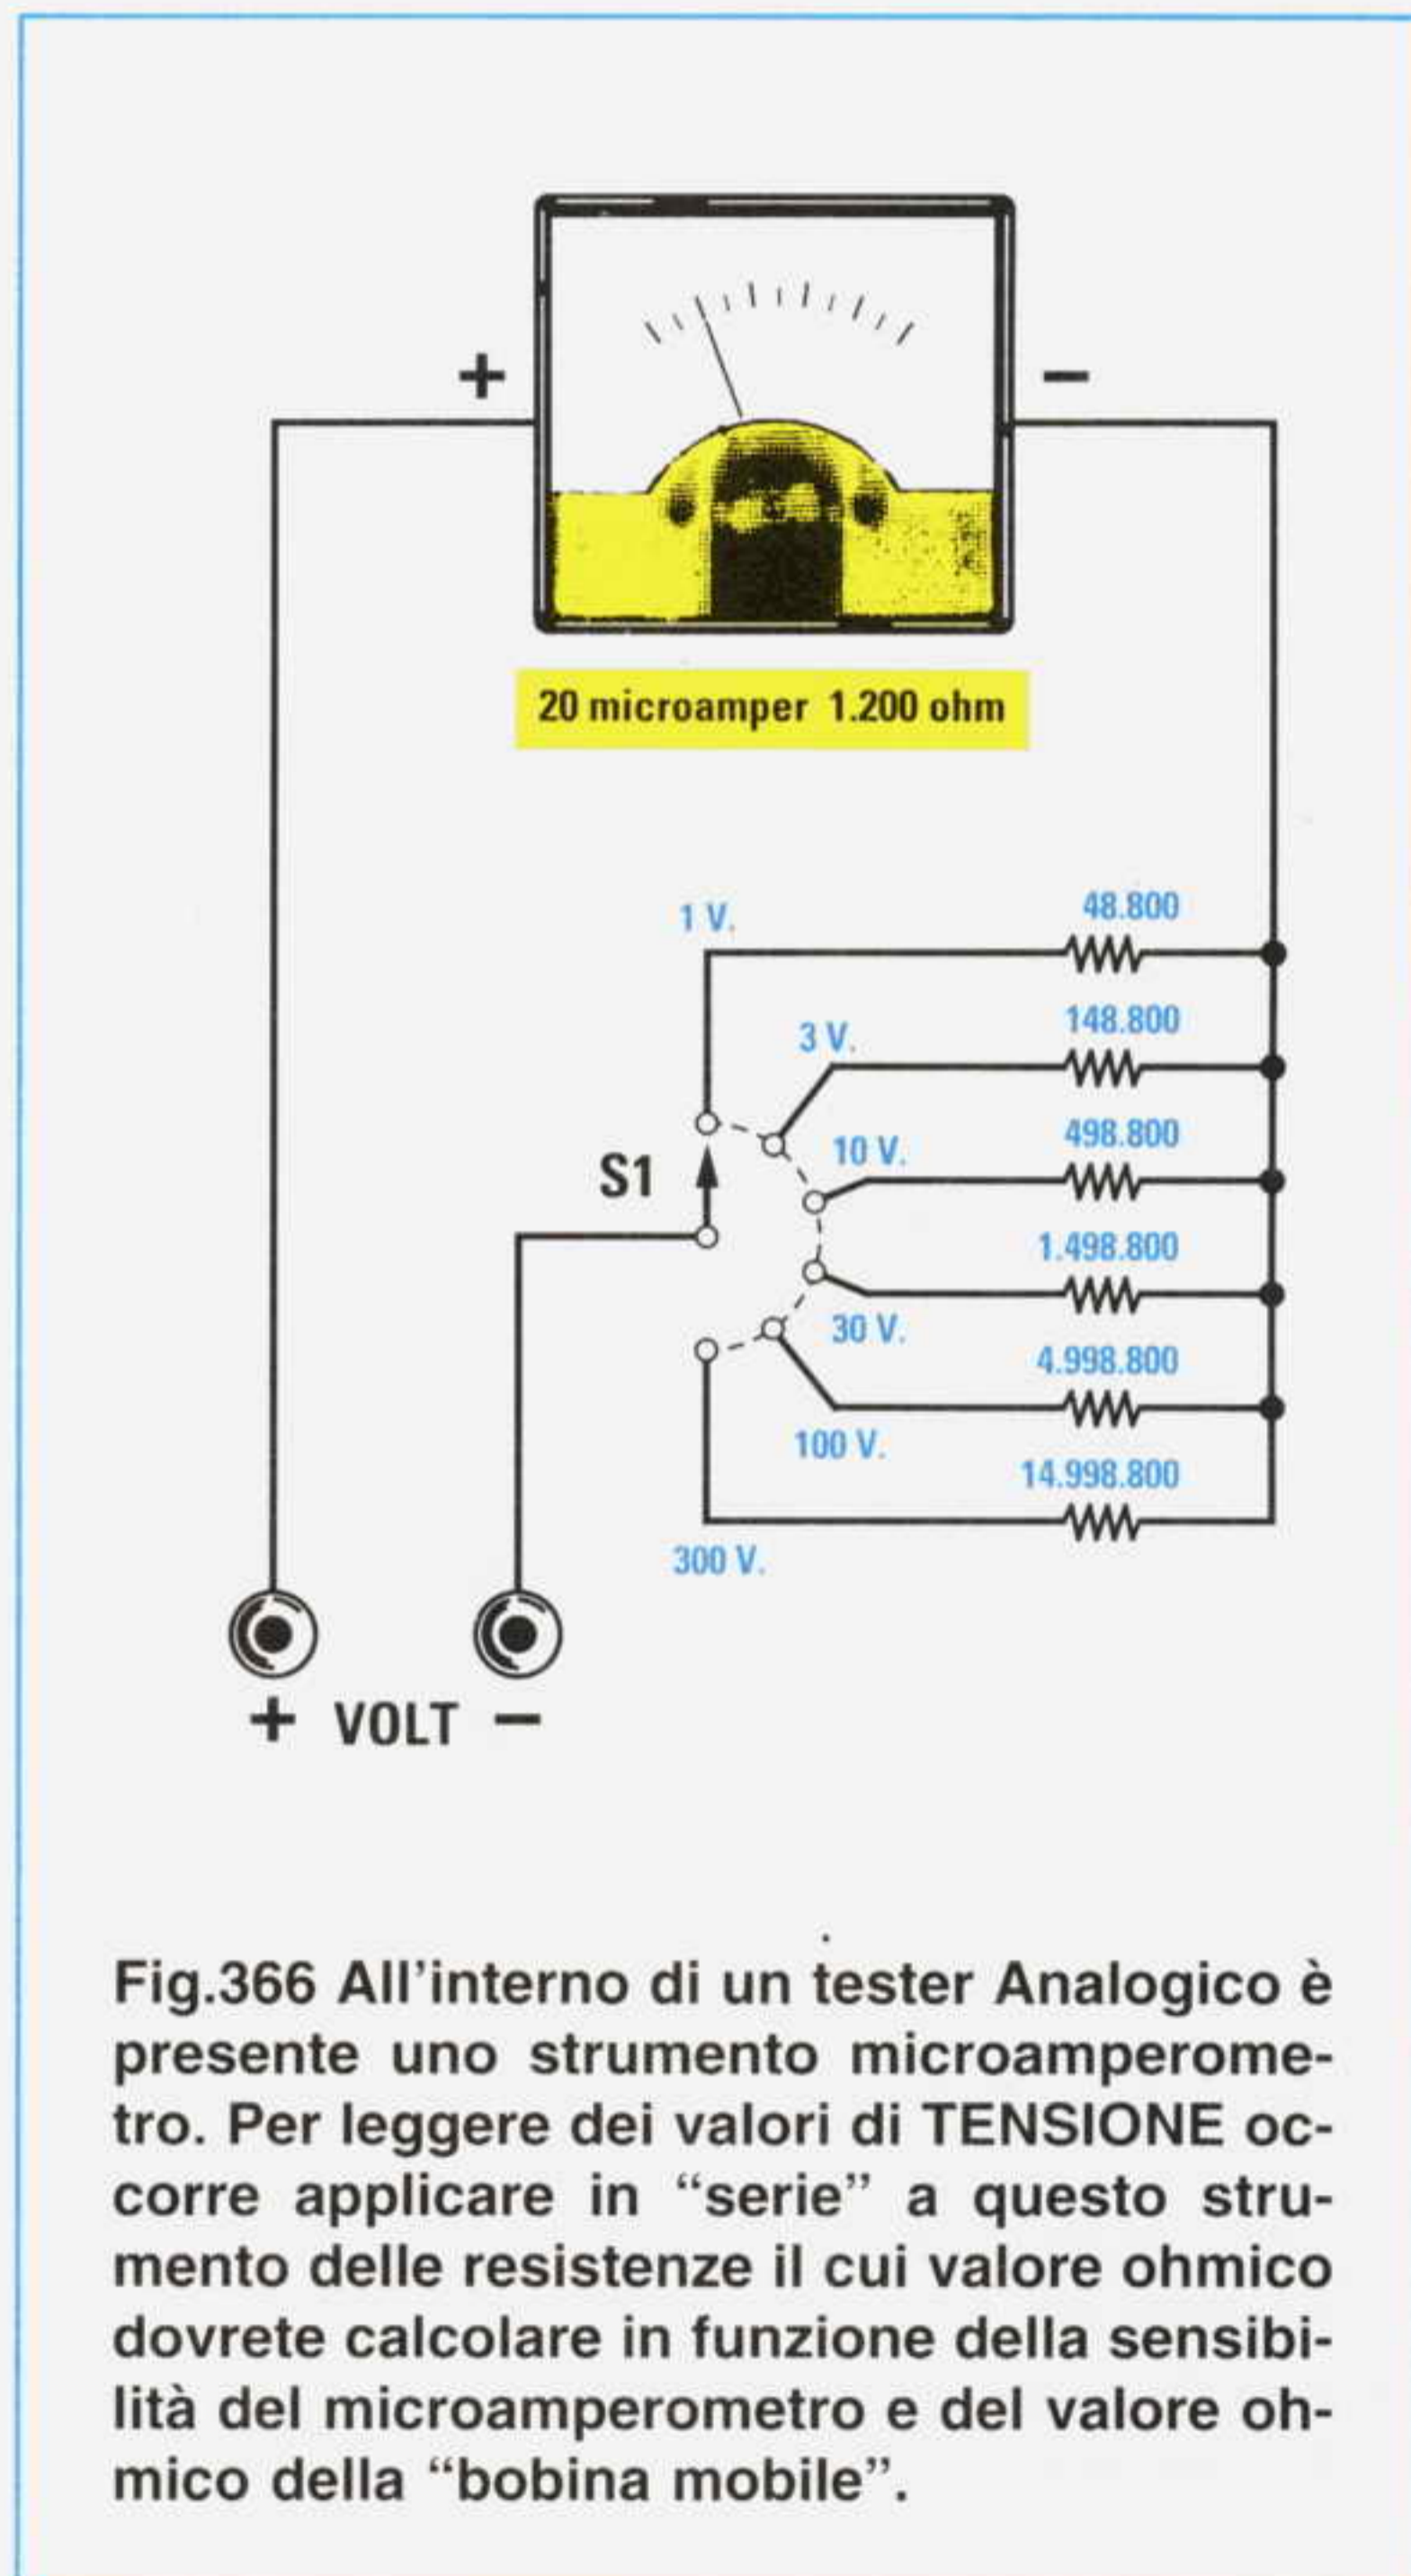 + −
20 microamper 1.200 ohm
1 V. 48.800
3 V. 148.800
10 V. 498.800
S1
1.498.800
30 V.
4.998.800
100 V.
14.998.800
300 V.
+ VOLT −
Fig.366 All'interno di un tester Analogico è
presente uno strumento microamperome-
tro. Per leggere dei valori di TENSIONE oc-
corre applicare in “serie” a questo stru-
mento delle resistenze il cui valore ohmico
dovrete calcolare in funzione della sensibi-
lità del microamperometro e del valore oh-
mico della “bobina mobile”.